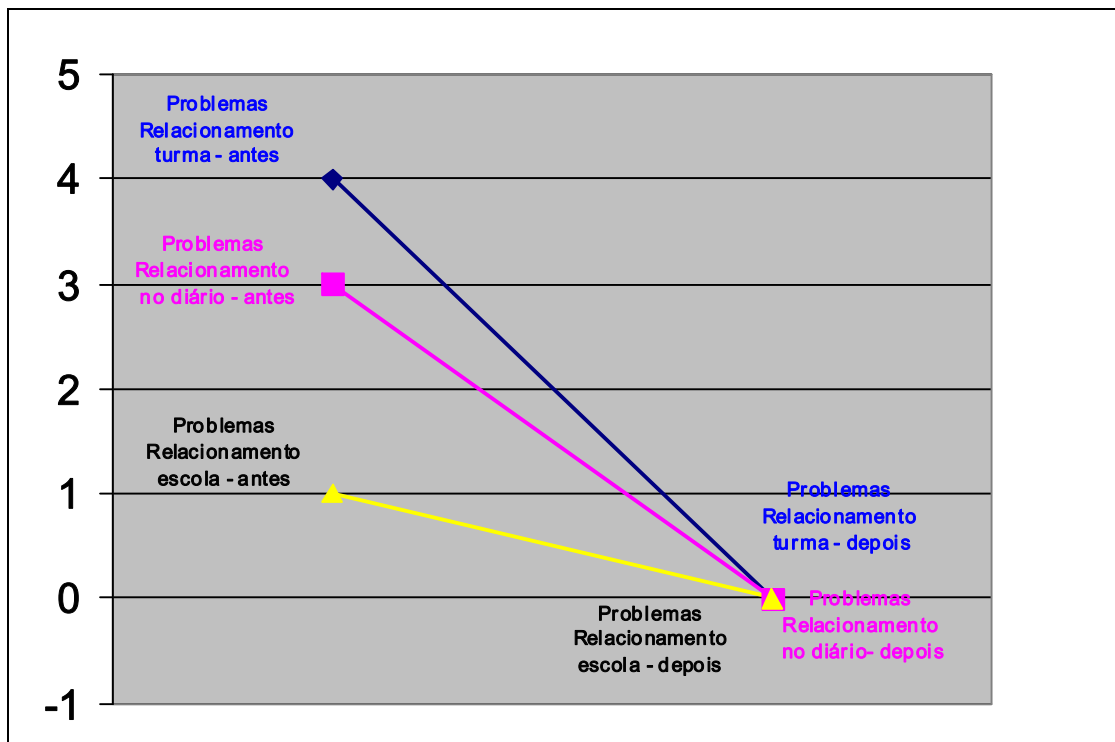 5
Problemas
Relacionamento
turma - antes
4
Problemas
Relacionamento
no diário - antes
3
2
Problemas
Relacionamento
escola - antes
1
Problemas
Relacionamento
turma - depois
0
Problemas
Relacionamento
escola - depois
Problemas
Relacionamento
no diário- depois
-1